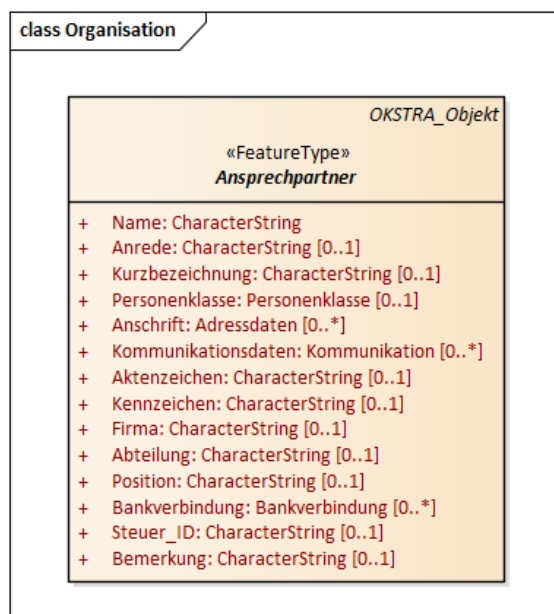 class Organisation
OKSTRA_Objekt
«FeatureType»
Ansprechpartner
+ Name: CharacterString
+ Anrede: CharacterString [0..1]
+ Kurzbezeichnung: CharacterString [0..1]
+ Personenklasse: Personenklasse [0..1]
+ Anschrift: Adressdaten [0..*]
+ Kommunikationsdaten: Kommunikation [0..*]
+ Aktenzeichen: CharacterString [0..1]
+ Kennzeichen: CharacterString [0..1]
+ Firma: CharacterString [0..1]
+ Abteilung: CharacterString [0..1]
+ Position: CharacterString [0..1]
+ Bankverbindung: Bankverbindung [0..*]
+ Steuer_ID: CharacterString [0..1]
+ Bemerkung: CharacterString [0..1]